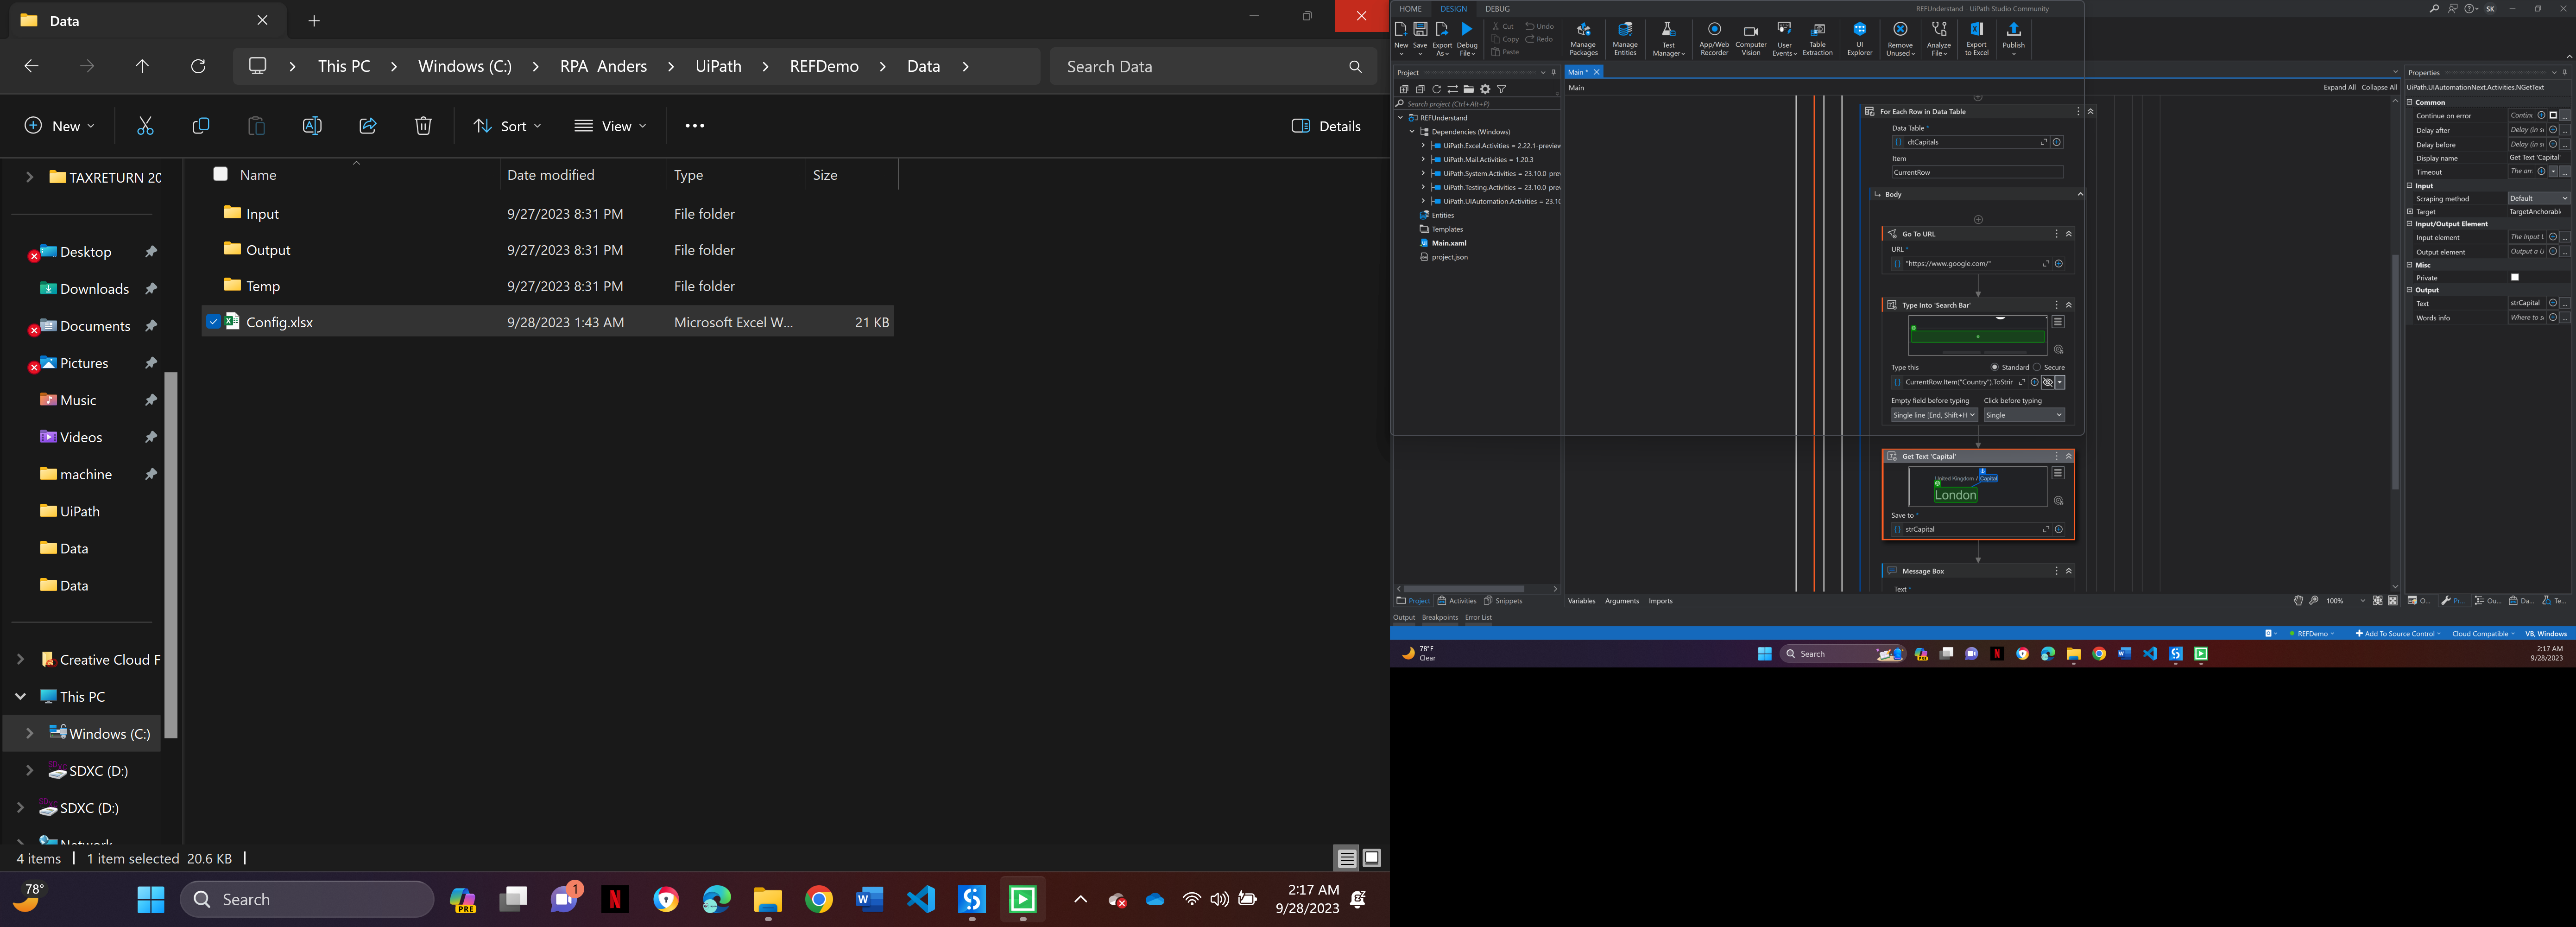 Data
This PC
Windows (C:)
RPA Anders
UiPath
REFDemo
Data
Search Data
New
Sort
View
Details
Name
Date modified
Type
Size
Input
9/27/2023 8:31 PM
File folder
Output
9/27/2023 8:31 PM
File folder
Temp
9/27/2023 8:31 PM
File folder
Config.xlsx
9/28/2023 1:43 AM
Microsoft Excel W...
21 KB
TAXRETURN 20
Desktop
Downloads
Documents
Pictures
Music
Videos
machine
UiPath
Data
Data
Creative Cloud F
This PC
Windows (C:)
SDXC (D:)
SDXC (D:)
Network
4 items
1 item selected 20.6 KB
78°
Search
PRE
1
2:17 AM
9/28/2023
HOME
DESIGN
DEBUG
REFUnderstand - UiPath Studio Community
SK
New
Save
Export As
Debug File
Cut
Copy
Paste
Undo
Redo
Manage Packages
Manage Entities
Test Manager
App/Web Recorder
Computer Vision
User Events
Table Extraction
UI Explorer
Remove Unused
Analyze File
Export to Excel
Publish
Project
Search project (Ctrl+Alt+P)
REFUnderstand
Dependencies (Windows)
UiPath.Excel.Activities = 2.22.1-preview
UiPath.Mail.Activities = 1.20.3
UiPath.System.Activities = 23.10.0-prev
UiPath.Testing.Activities = 23.10.0-prev
UiPath.UIAutomation.Activities = 23.10
Entities
Templates
Main.xaml
project.json
Project
Activities
Snippets
Output
Breakpoints
Error List
Main *
Main
Expand All
Collapse All
For Each Row in Data Table
Data Table *
dtCapitals
Item
CurrentRow
Body
Go To URL
URL *
"https://www.google.com/"
Type Into 'Search Bar'
Type this
Standard
Secure
CurrentRow.Item("Country").ToStrir
Empty field before typing
Click before typing
Single line [End, Shift+H
Single
Get Text 'Capital'
United Kingdom / Capital
London
Save to *
strCapital
Message Box
Text *
Variables
Arguments
Imports
100%
Properties
UiPath.UIAutomationNext.Activities.NGetText
Common
Continue on error
Contin
Delay after
Delay (in s
Delay before
Delay (in s
Display name
Get Text 'Capital'
Timeout
The am
Input
Scraping method
Default
Target
TargetAnchorabl
Input/Output Element
Input element
The Input U
Output element
Output a U
Misc
Private
Output
Text
strCapital
Words info
Where to s
O...
Pr...
Ou...
Da...
Te...
REFDemo
Add To Source Control
Cloud Compatible
VB, Windows
78°F
Clear
Search
2:17 AM
9/28/2023